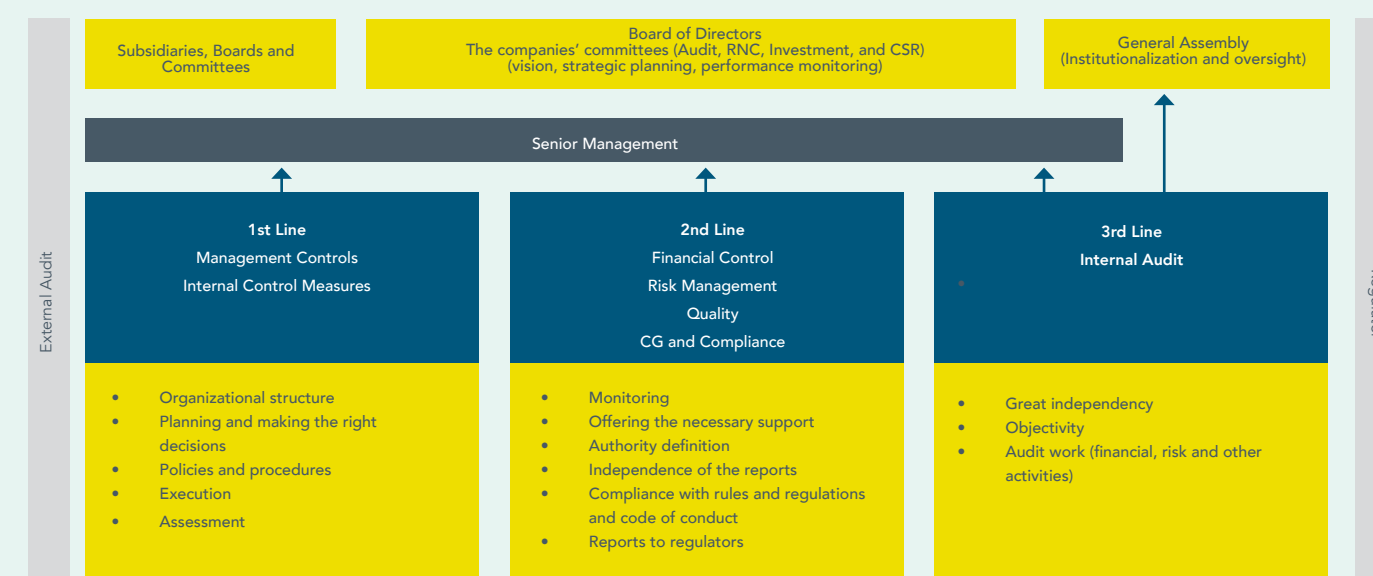 Subsidiaries, Boards and
Committees
Board of Directors
The companies' committees (Audit, RNC, Investment, and CSR)
(vision, strategic planning, performance monitoring)
General Assembly
(Institutionalization and oversight)
Senior Management
External Audit
1st Line
Management Controls
Internal Control Measures
2nd Line
Financial Control
Risk Management
Quality
CG and Compliance
3rd Line
Internal Audit
•
• Organizational structure
• Planning and making the right
decisions
• Policies and procedures
• Execution
• Assessment
• Monitoring
• Offering the necessary support
• Authority definition
• Independence of the reports
• Compliance with rules and regulations
and code of conduct
• Reports to regulators
• Great independency
• Objectivity
• Audit work (financial, risk and other
activities)